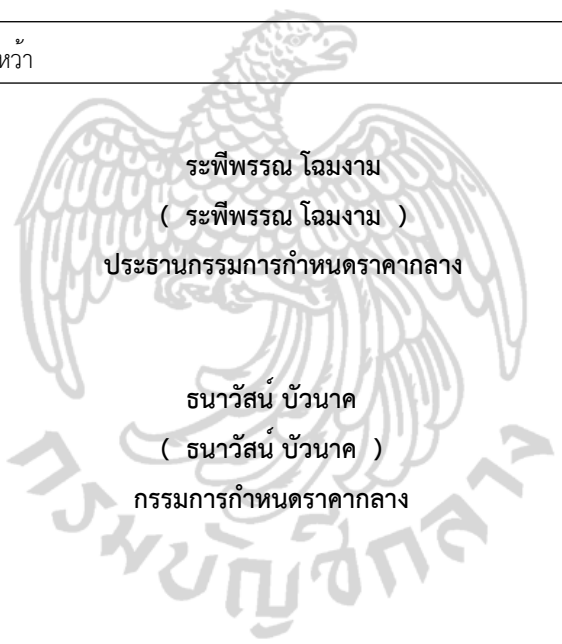 หว้า
ระพีพรรณ โฉมงาม
( ระพีพรรณ โฉมงาม )
ประธานกรรมการกำหนดราคากลาง
ธนาวัสน์ บัวนาค
( ธนาวัสน์ บัวนาค )
กรรมการกำหนดราคากลาง
กรมบัญชีกลาง